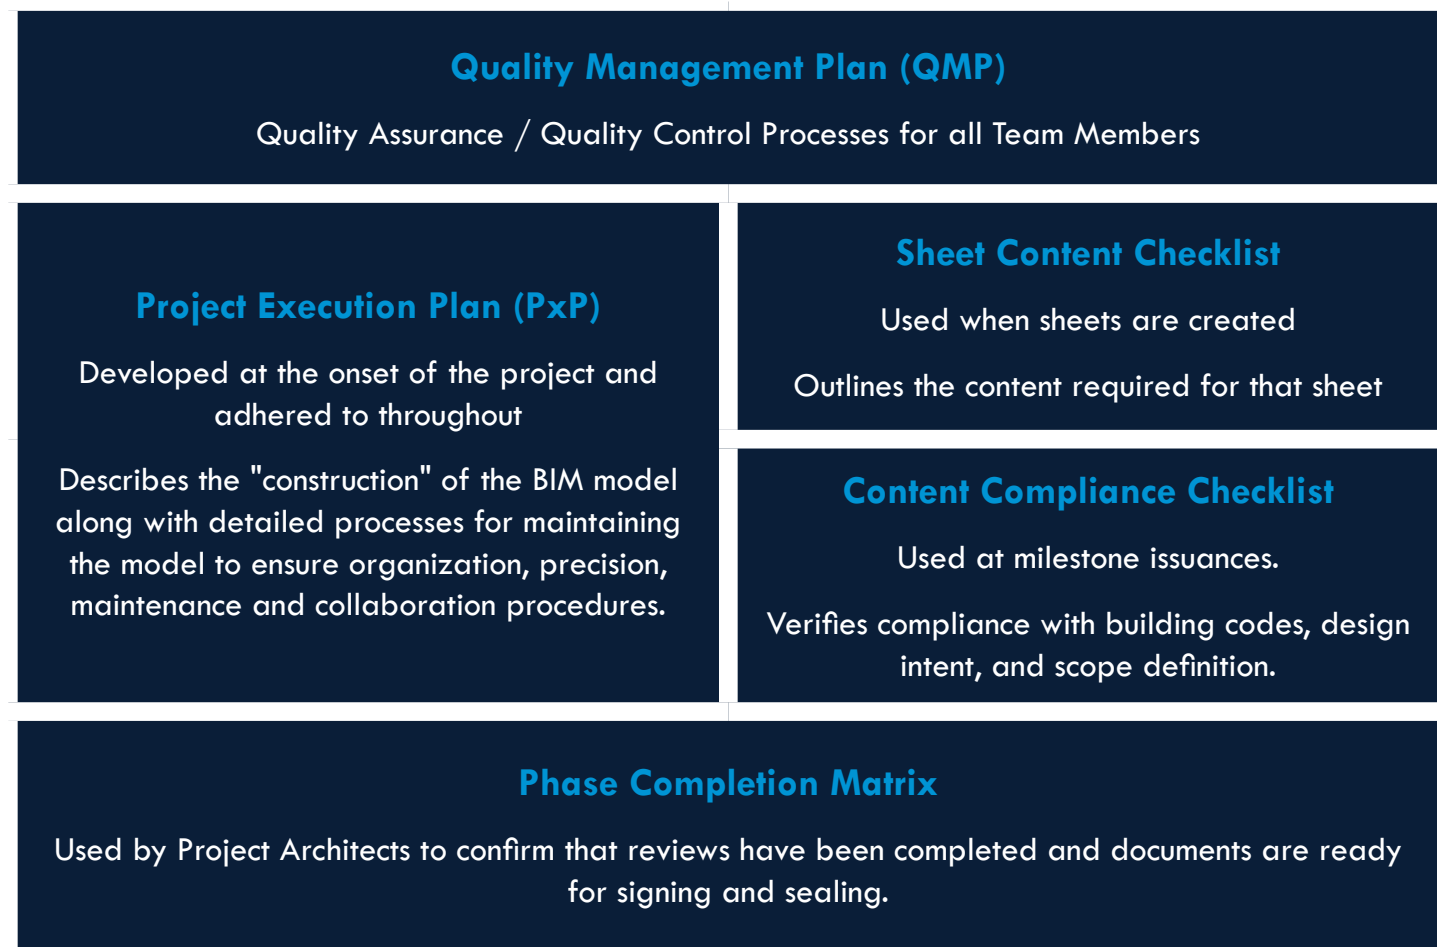 Quality Management Plan (QMP)
Quality Assurance / Quality Control Processes for all Team Members
Project Execution Plan (PxP)
Developed at the onset of the project and
adhered to throughout
Describes the "construction" of the BIM model
along with detailed processes for maintaining
the model to ensure organization, precision,
maintenance and collaboration procedures.
Sheet Content Checklist
Used when sheets are created
Outlines the content required for that sheet
Content Compliance Checklist
Used at milestone issuances.
Verifies compliance with building codes, design
intent, and scope definition.
Phase Completion Matrix
Used by Project Architects to confirm that reviews have been completed and documents are ready
for signing and sealing.